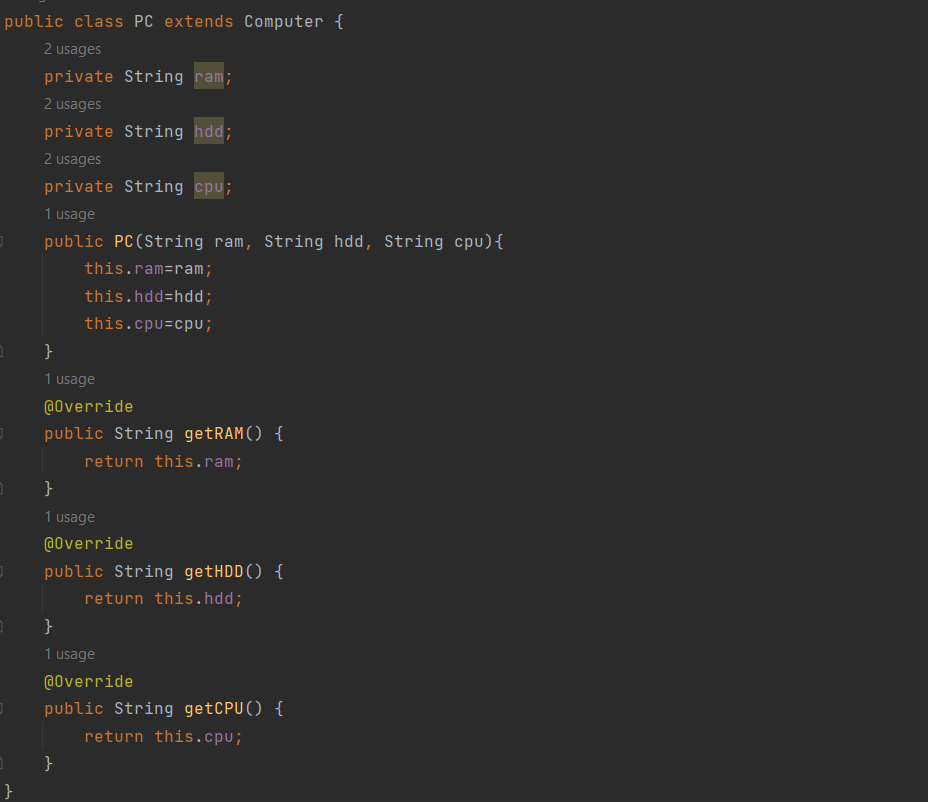 public class PC extends Computer {
2 usages
private String ram;
2 usages
private String hdd;
2 usages
private String cpu;
1 usage
public PC(String ram, String hdd, String cpu){
this.ram=ram;
this.hdd=hdd;
this.cpu=cpu;
}
1 usage
@Override
public String getRAM() {
return this.ram;
}
1 usage
@Override
public String getHDD() {
return this.hdd;
}
1 usage
@Override
public String getCPU() {
return this.cpu;
}
}